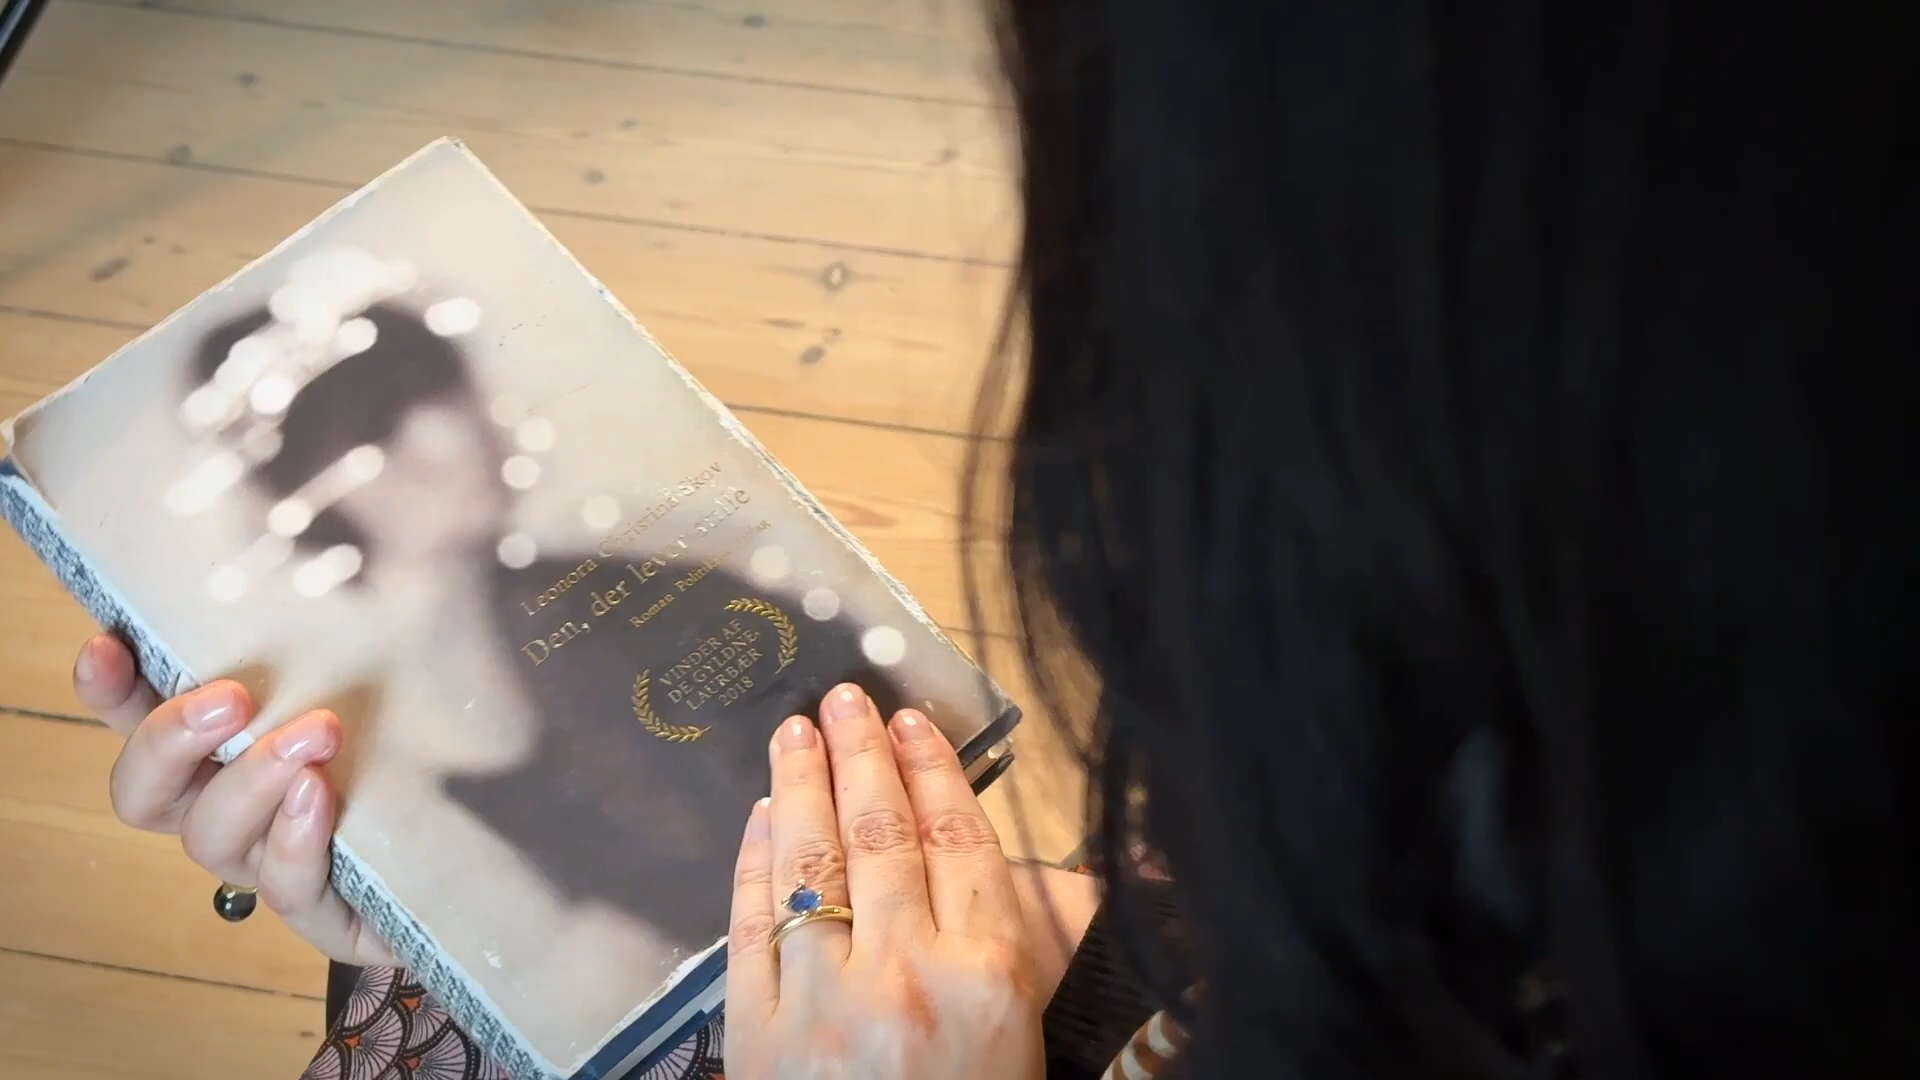 Leonora Christina Skov
Den, der lever stille
Roman Politikens Forlag
VINDER AF
DE GYLDNE
LAURBÆR
2018